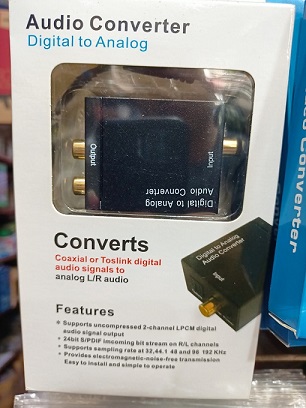 Audio Converter
Digital to Analog
Output
Input
Digital to Analog
Audio Converter
Converts
Coaxial or Toslink digital
audio signals to
analog L/R audio
Digital to Analog
Audio Converter
Input
Features
Supports uncompressed 2-channel LPCM digital
audio signal output
24bit S/PDIF imcoming bit stream on R/L channels
Supports sampling rate at 32,44.1 48 and 96 192 KHz
Provides electromagnetic-noise-free transmission
Easy to install and simple to operate
Converter